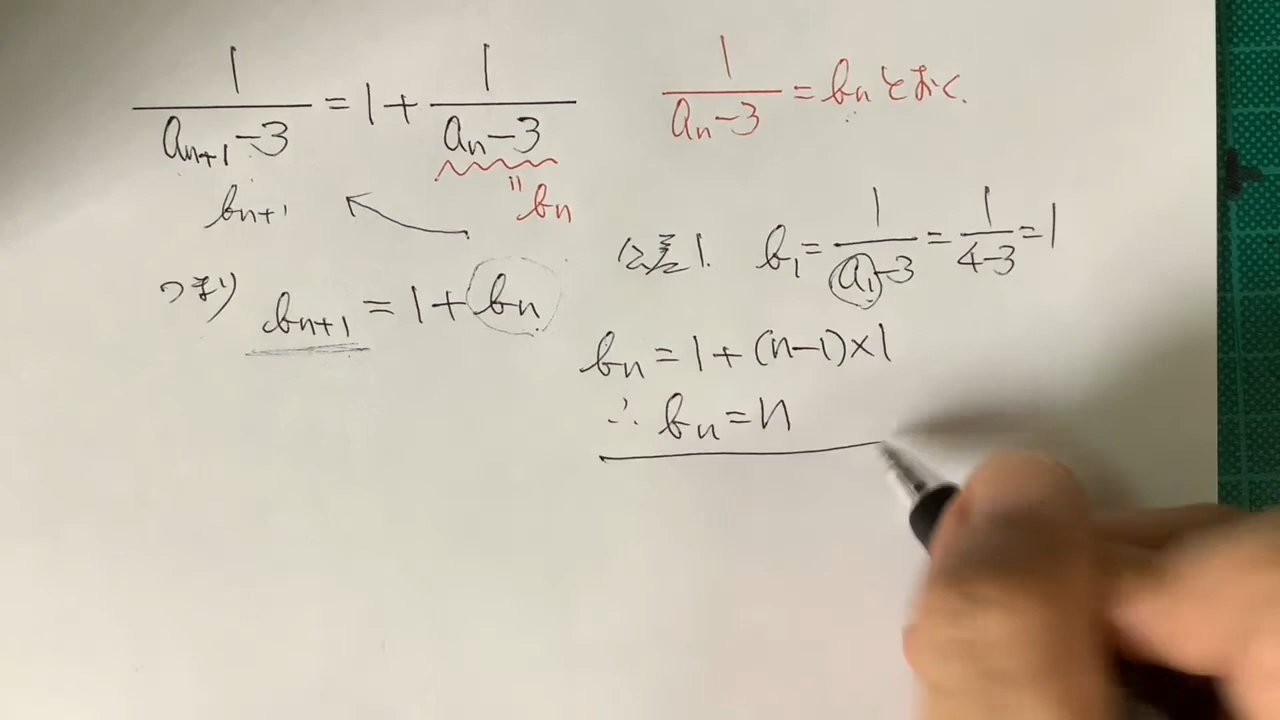 1/(an+1−3) = 1 + 1/(an−3)
bn+1
〃 bn
つまり bn+1 = 1 + bn
1/(an−3) = bn とおく.
公差1. b1 = 1/(a1−3) = 1/(4−3) = 1
bn = 1 + (n−1)×1
∴ bn = n